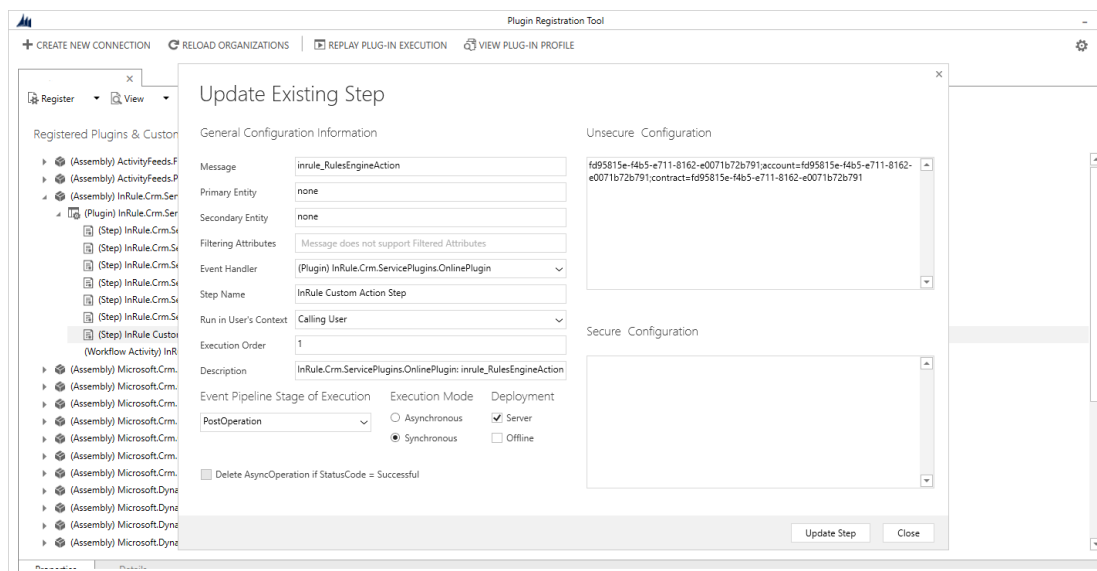 Plugin Registration Tool
CREATE NEW CONNECTION RELOAD ORGANIZATIONS REPLAY PLUG-IN EXECUTION VIEW PLUG-IN PROFILE
Register View
Registered Plugins & Custon
(Assembly) ActivityFeeds.F
(Assembly) ActivityFeeds.P
(Assembly) InRule.Crm.Ser
(Plugin) InRule.Crm.Ser
(Step) InRule.Crm.Se
(Step) InRule.Crm.Se
(Step) InRule.Crm.Se
(Step) InRule.Crm.Se
(Step) InRule.Crm.Se
(Step) InRule.Crm.Se
(Step) InRule Custor
(Workflow Activity) InR
(Assembly) Microsoft.Crm.
(Assembly) Microsoft.Crm.
(Assembly) Microsoft.Crm.
(Assembly) Microsoft.Crm.
(Assembly) Microsoft.Crm.
(Assembly) Microsoft.Crm.
(Assembly) Microsoft.Crm.
(Assembly) Microsoft.Dyna
(Assembly) Microsoft.Dyna
(Assembly) Microsoft.Dyna
(Assembly) Microsoft.Dyna
Update Existing Step
General Configuration Information
Message inrule_RulesEngineAction
Primary Entity none
Secondary Entity none
Filtering Attributes Message does not support Filtered Attributes
Event Handler (Plugin) InRule.Crm.ServicePlugins.OnlinePlugin
Step Name InRule Custom Action Step
Run in User's Context Calling User
Execution Order 1
Description InRule.Crm.ServicePlugins.OnlinePlugin: inrule_RulesEngineAction
Event Pipeline Stage of Execution Execution Mode Deployment
PostOperation Asynchronous Server
Synchronous Offline
Delete AsyncOperation if StatusCode = Successful
Unsecure Configuration
fd95815e-f4b5-e711-8162-e0071b72b791;account=fd95815e-f4b5-e711-8162-
e0071b72b791;contract=fd95815e-f4b5-e711-8162-e0071b72b791
Secure Configuration
Update Step Close
Properties Details